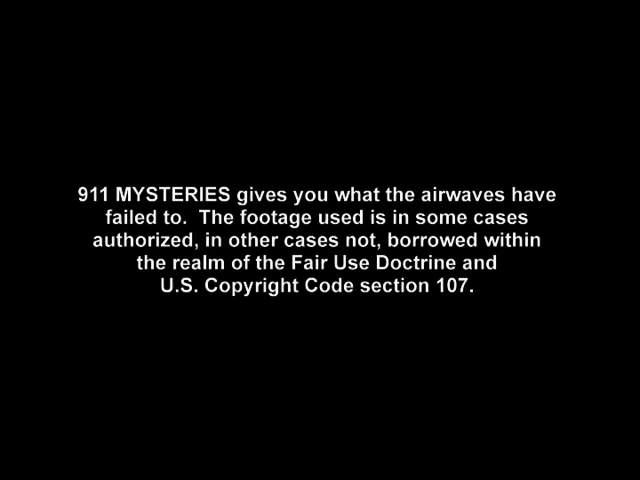 911 MYSTERIES gives you what the airwaves have
failed to.  The footage used is in some cases
authorized, in other cases not, borrowed within
the realm of the Fair Use Doctrine and
U.S. Copyright Code section 107.